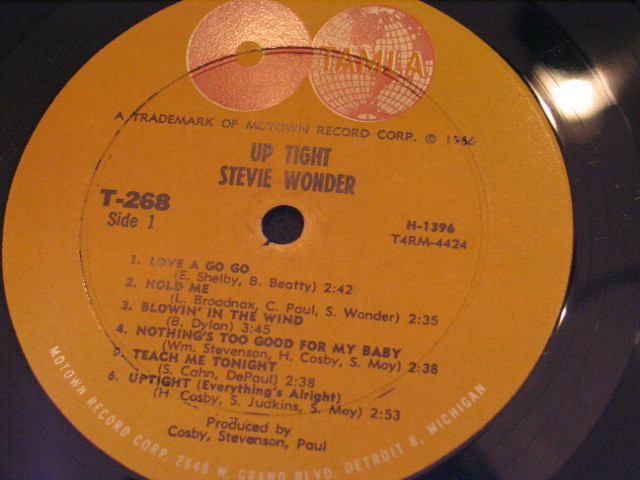 TAMLA
A TRADEMARK OF MOTOWN RECORD CORP. © 1966
UP TIGHT
STEVIE WONDER
T-268
Side 1
H-1396
T4RM-4424
1. LOVE A GO GO
(E. Shelby, B. Beatty) 2:42
2. HOLD ME
(L. Broadnax, C. Paul, S. Wonder) 2:35
3. BLOWIN' IN THE WIND
(B. Dylan) 3:45
4. NOTHING'S TOO GOOD FOR MY BABY
(Wm. Stevenson, H. Cosby, S. Moy) 2:38
5. TEACH ME TONIGHT
(S. Cahn, DePaul) 2:38
6. UPTIGHT (Everything's Alright)
(H. Cosby, S. Judkins, S. Moy) 2:53
Produced by
Cosby, Stevenson, Paul
MOTOWN RECORD CORP. 2648 W. GRAND BLVD. DETROIT 8, MICHIGAN